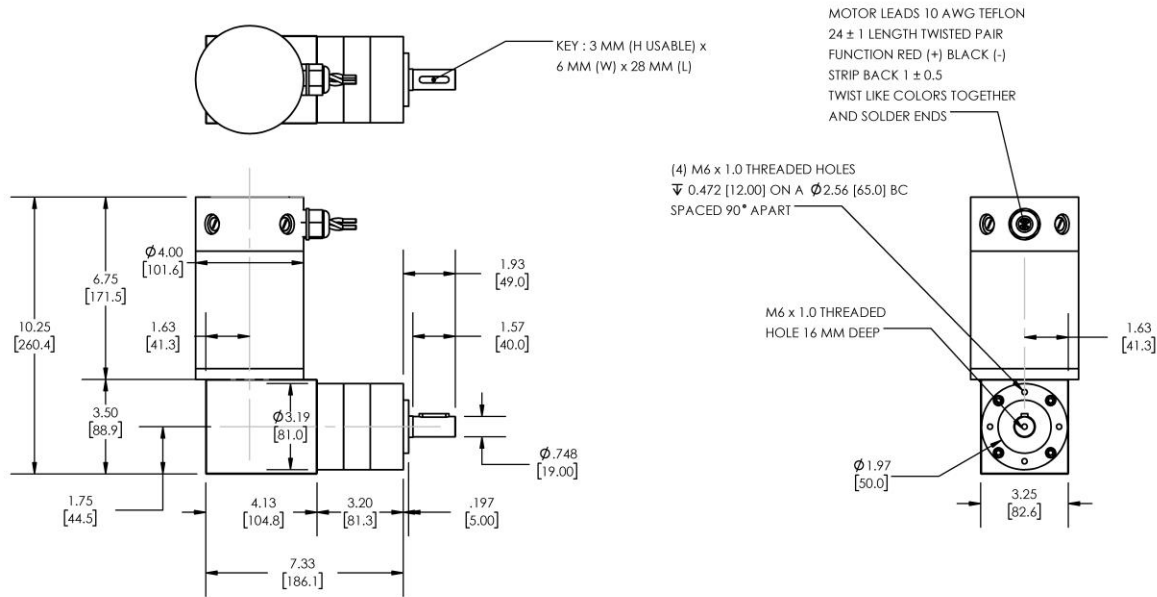 KEY : 3 MM (H USABLE) x
6 MM (W) x 28 MM (L)
MOTOR LEADS 10 AWG TEFLON
24 ± 1 LENGTH TWISTED PAIR
FUNCTION RED (+) BLACK (-)
STRIP BACK 1 ± 0.5
TWIST LIKE COLORS TOGETHER
AND SOLDER ENDS
(4) M6 x 1.0 THREADED HOLES
↧ 0.472 [12.00] ON A Ø2.56 [65.0] BC
SPACED 90° APART
M6 x 1.0 THREADED
HOLE 16 MM DEEP
10.25
[260.4]
6.75
[171.5]
Ø4.00
[101.6]
1.63
[41.3]
1.93
[49.0]
1.57
[40.0]
3.50
[88.9]
Ø3.19
[81.0]
Ø.748
[19.00]
1.75
[44.5]
4.13
[104.8]
3.20
[81.3]
.197
[5.00]
7.33
[186.1]
1.63
[41.3]
Ø1.97
[50.0]
3.25
[82.6]